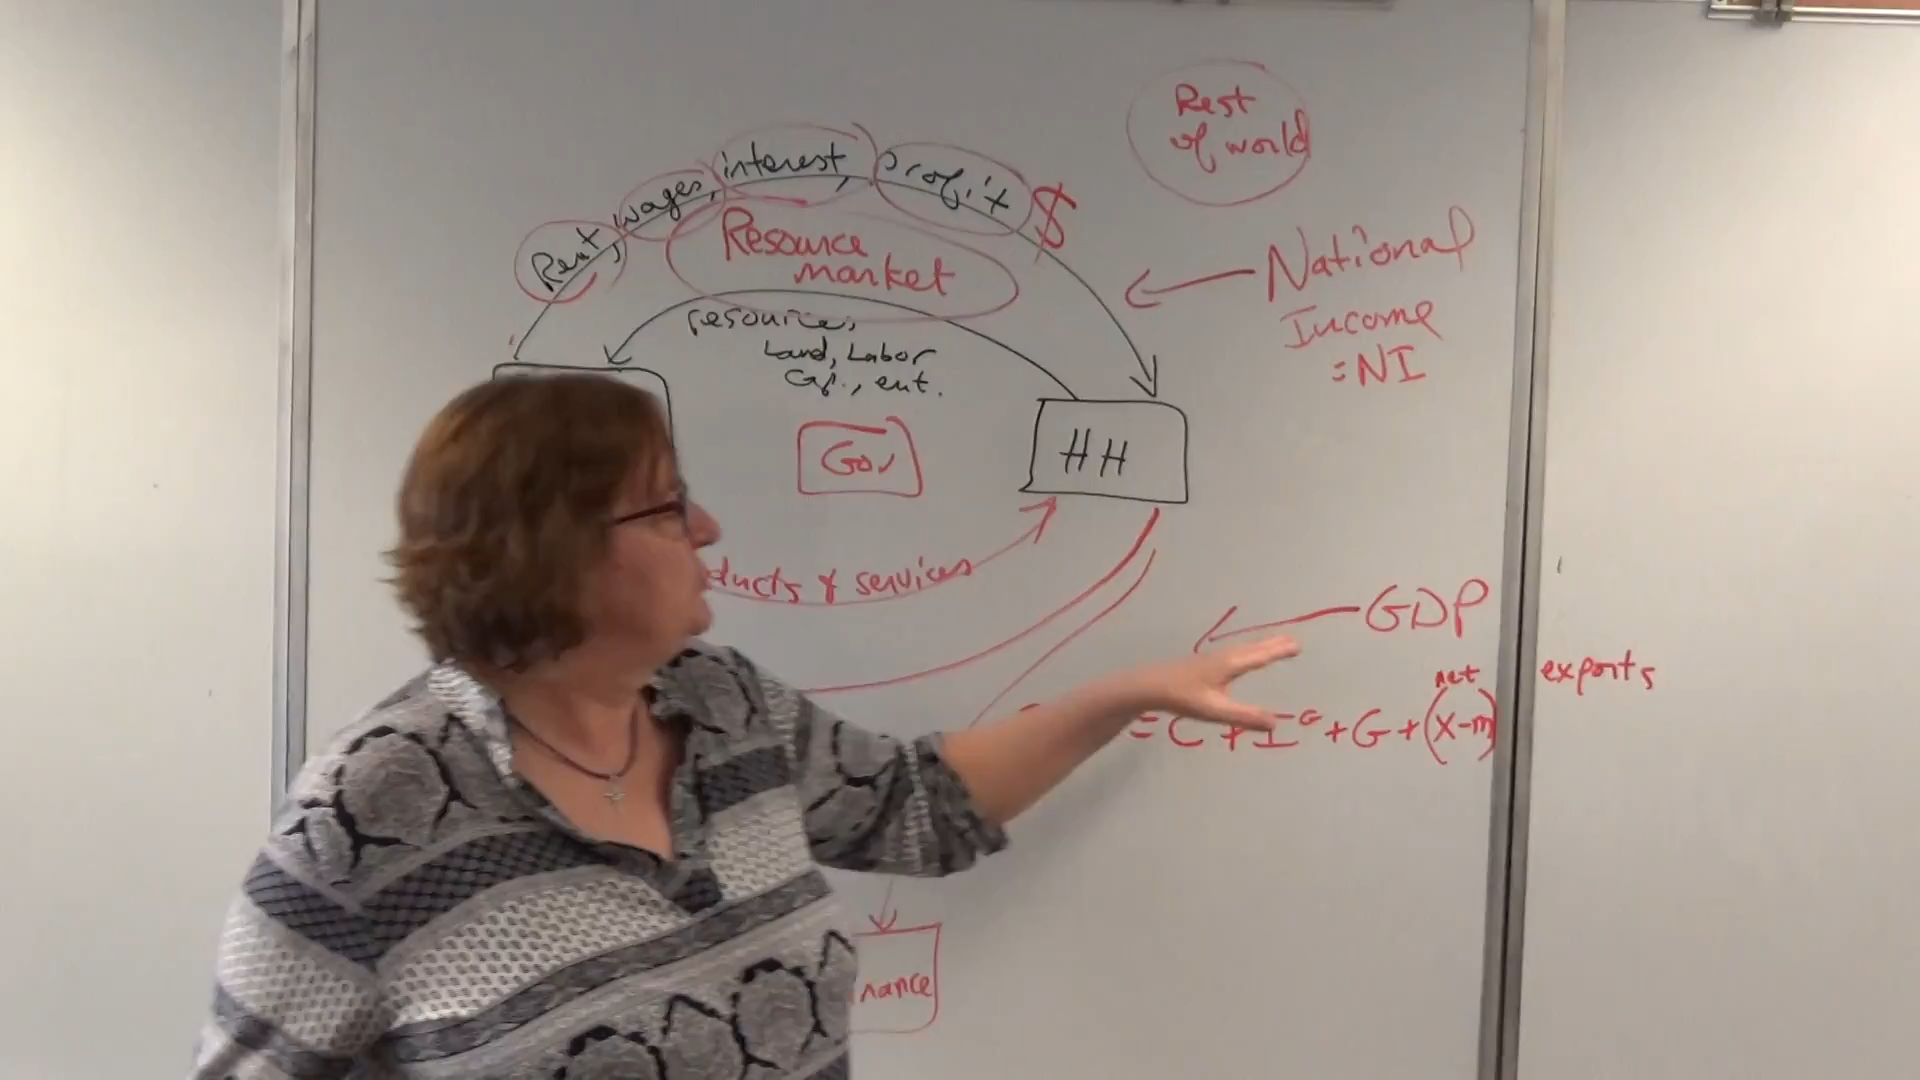 Rest
of world
Rent, wages, interest, profit $
Resource
market
National
Income
=NI
resources
Land, Labor
Cap., ent.
Gov
HH
ducts & services
GDP
net exports
= C + I^G + G + (X-m)
nance